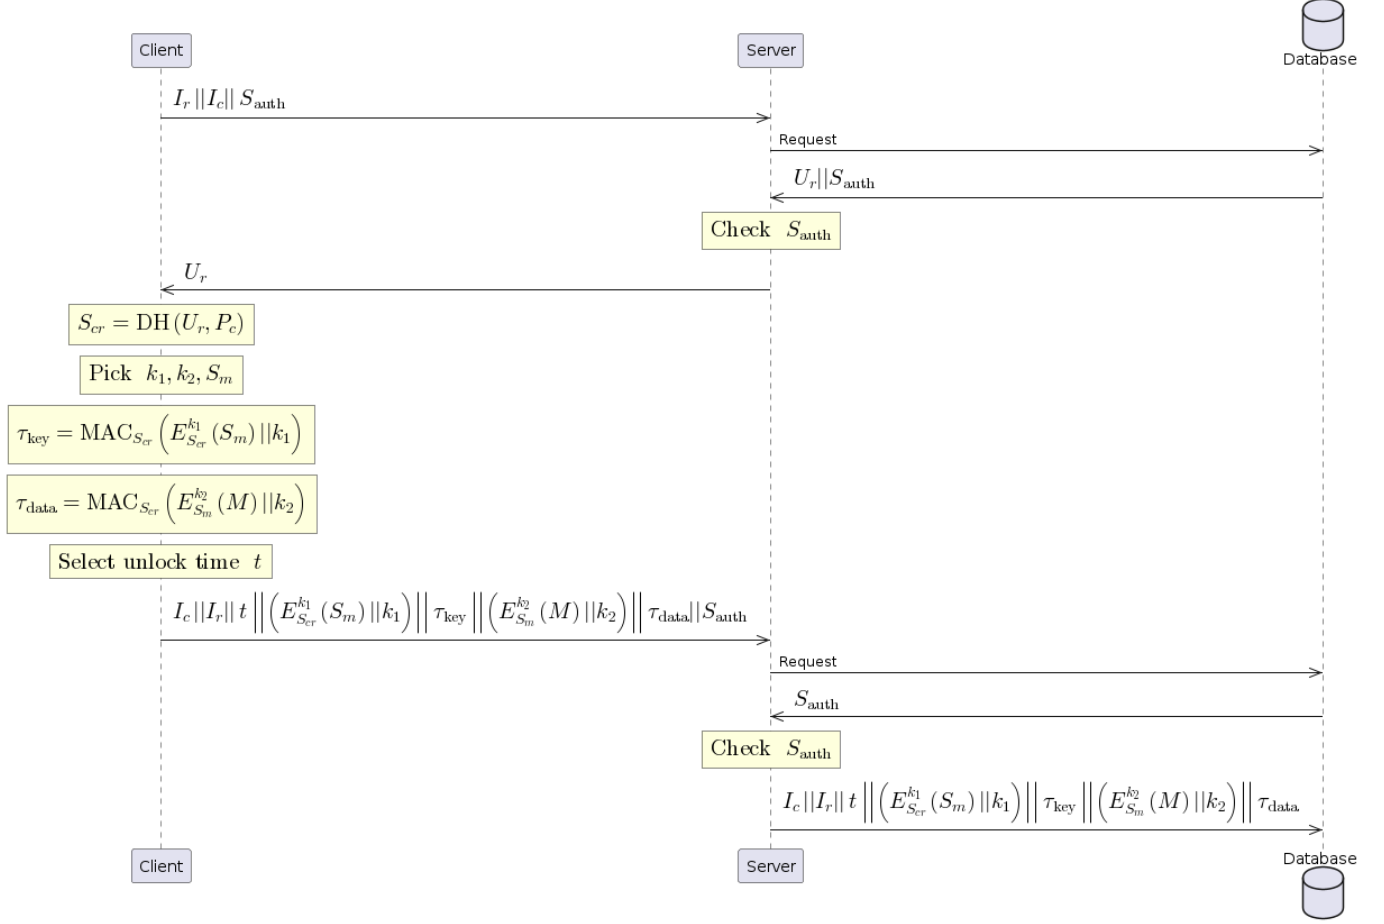 Client Server Database
I_r||I_c|| S_auth
Request
U_r||S_auth
Check S_auth
U_r
S_cr = DH(U_r, P_c)
Pick k_1, k_2, S_m
τ_key = MAC_{S_cr}(E^{k_1}_{S_cr}(S_m)||k_1)
τ_data = MAC_{S_cr}(E^{k_2}_{S_m}(M)||k_2)
Select unlock time t
I_c||I_r|| t ||(E^{k_1}_{S_cr}(S_m)||k_1)|| τ_key ||(E^{k_2}_{S_m}(M)||k_2)|| τ_data||S_auth
Request
S_auth
Check S_auth
I_c||I_r|| t ||(E^{k_1}_{S_cr}(S_m)||k_1)|| τ_key ||(E^{k_2}_{S_m}(M)||k_2)|| τ_data
Client Server Database